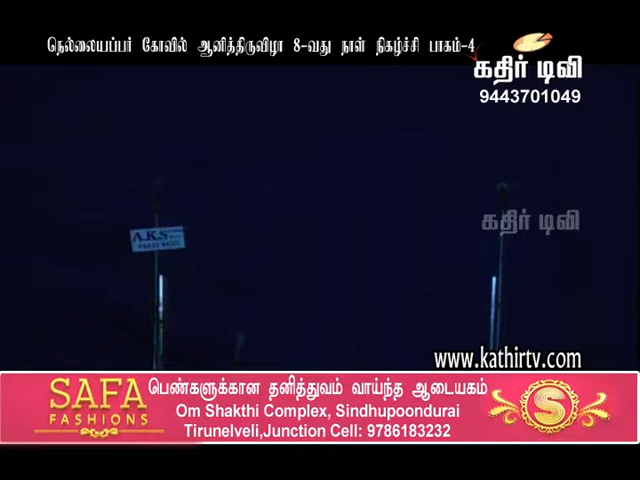 நெல்லையப்பர் கோவில் ஆனித்திருவிழா 8-வது நாள் நிகழ்ச்சி பாகம்-4
கதிர் டிவி
9443701049
A.K.S
கதிர் டிவி
www.kathirtv.com
SAFA
FASHIONS
பெண்களுக்கான தனித்துவம் வாய்ந்த ஆடையகம்
Om Shakthi Complex, Sindhupoondurai
Tirunelveli,Junction Cell: 9786183232
S